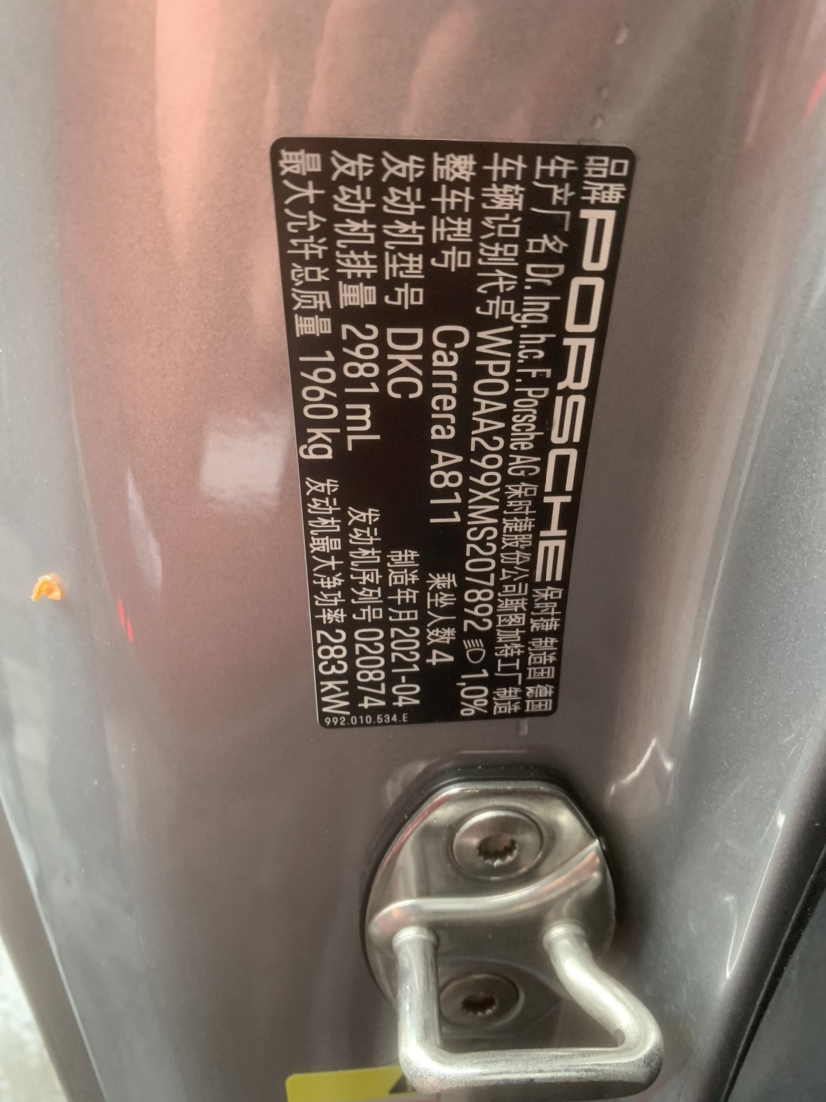 品牌 PORSCHE 保时捷 制造国 德国
生产厂名 Dr. Ing. h.c. F. Porsche AG 保时捷股份公司斯图加特工厂 制造
车辆识别代号 WP0AA299XMS207892 1,0%
整车型号 Carrera A811 乘坐人数 4
发动机型号 DKC 制造年月 2021-04
发动机排量 2981 mL 发动机序列号 020874
最大允许总质量 1960 kg 发动机最大净功率 283 kW
992.010.534.E